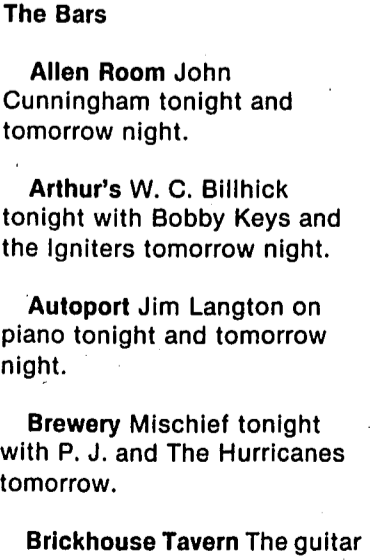 The Bars
Allen Room John
Cunningham tonight and
tomorrow night.
Arthur's W. C. Billhick
tonight with Bobby Keys and
the Igniters tomorrow night.
Autoport Jim Langton on
piano tonight and tomorrow
night.
Brewery Mischief tonight
with P. J. and The Hurricanes
tomorrow.
Brickhouse Tavern The guitar